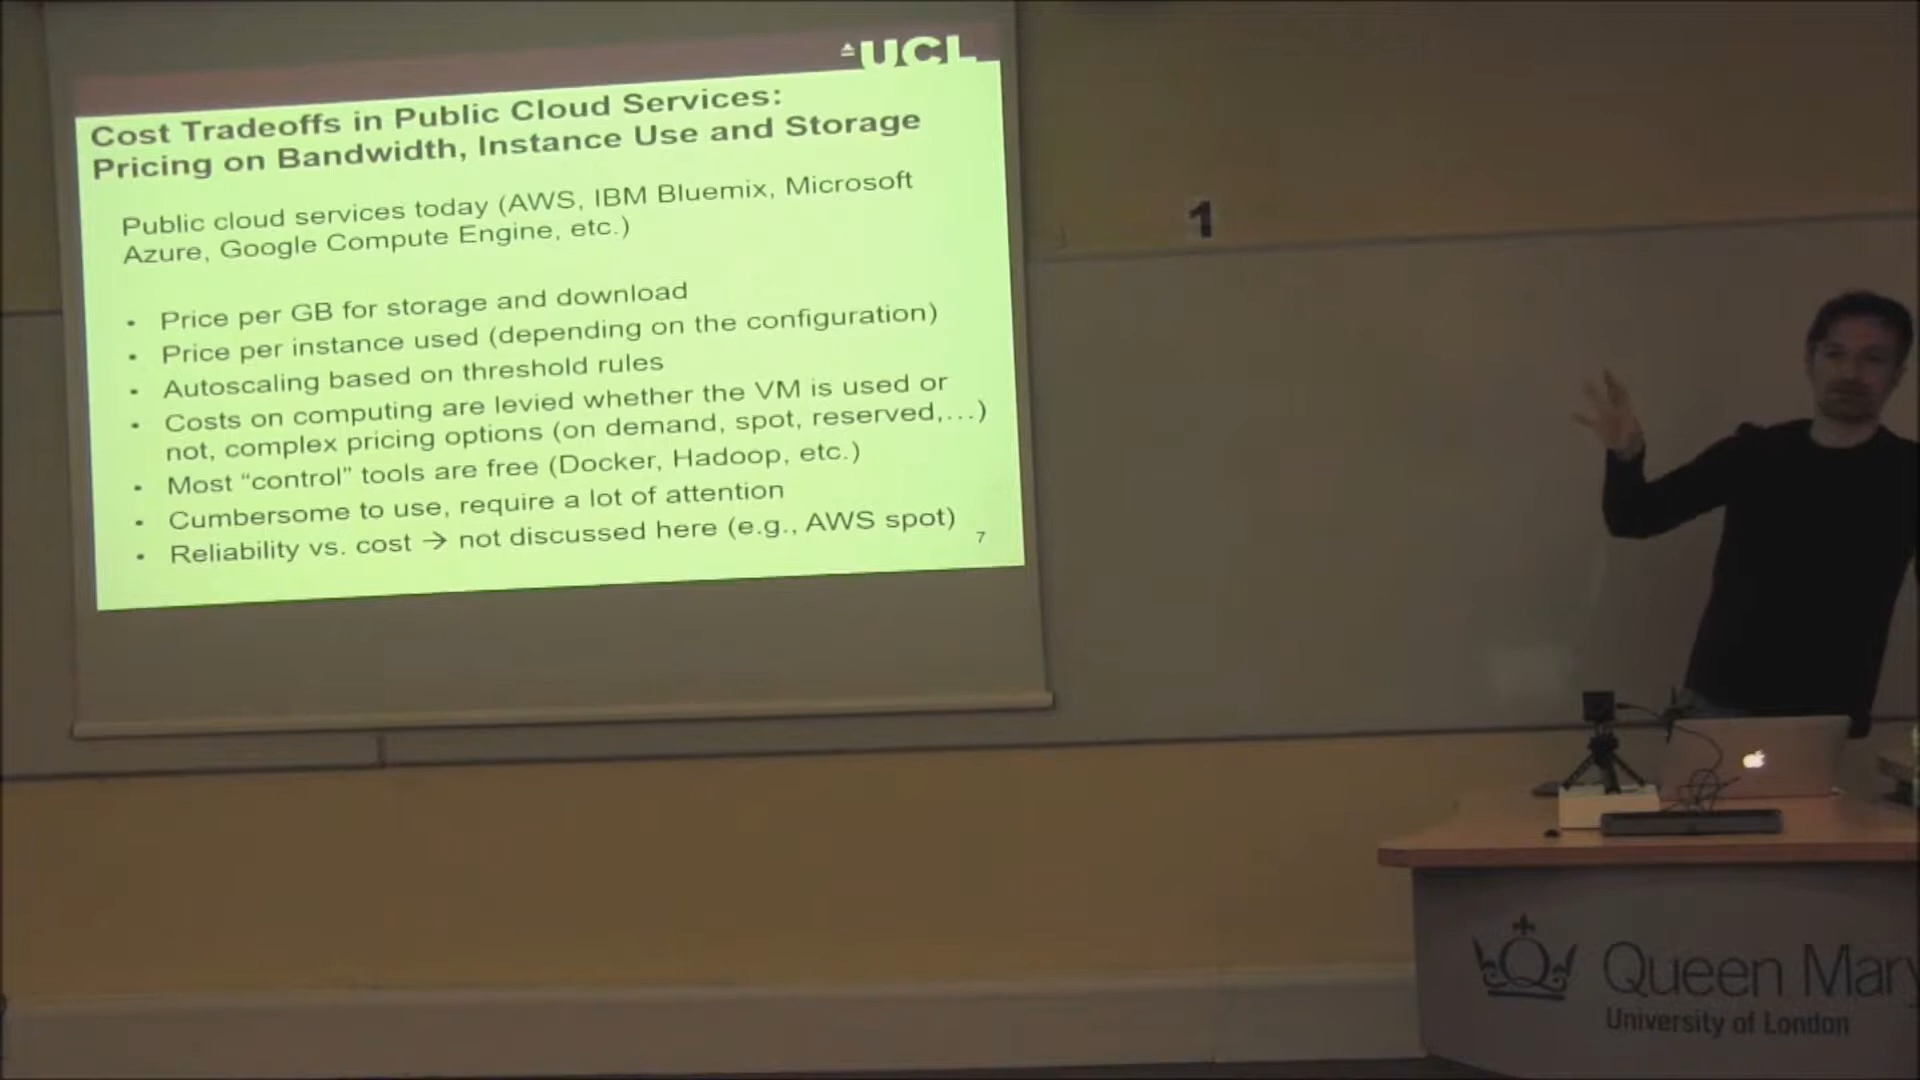 UCL
Cost Tradeoffs in Public Cloud Services:
Pricing on Bandwidth, Instance Use and Storage
Public cloud services today (AWS, IBM Bluemix, Microsoft
Azure, Google Compute Engine, etc.)
• Price per GB for storage and download
• Price per instance used (depending on the configuration)
• Autoscaling based on threshold rules
• Costs on computing are levied whether the VM is used or
not, complex pricing options (on demand, spot, reserved,...)
• Most “control” tools are free (Docker, Hadoop, etc.)
• Cumbersome to use, require a lot of attention
• Reliability vs. cost → not discussed here (e.g., AWS spot)
7
1
Queen Mary
University of London